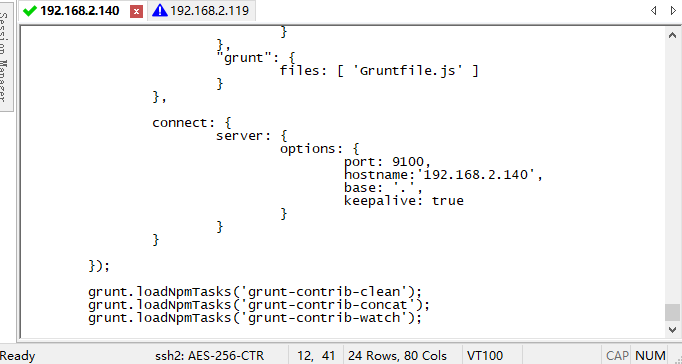 192.168.2.140
192.168.2.119
Session Manager
}
},
"grunt": {
files: [ 'Gruntfile.js' ]
}
},
connect: {
server: {
options: {
port: 9100,
hostname:'192.168.2.140',
base: '.',
keepalive: true
}
}
}
});
grunt.loadNpmTasks('grunt-contrib-clean');
grunt.loadNpmTasks('grunt-contrib-concat');
grunt.loadNpmTasks('grunt-contrib-watch');
Ready
ssh2: AES-256-CTR
12, 41
24 Rows, 80 Cols
VT100
CAP NUM